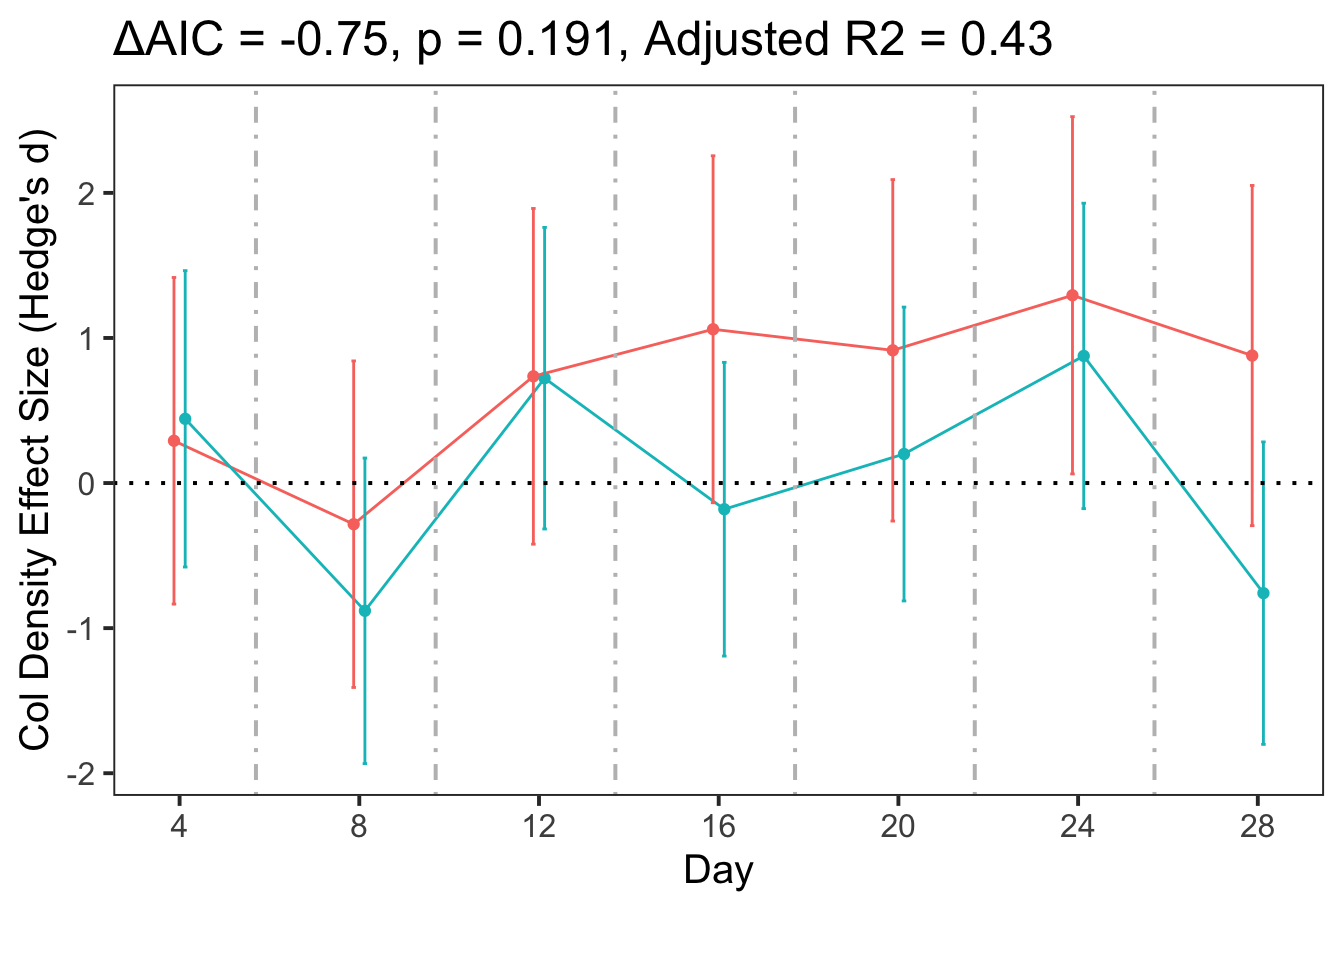 ΔAIC = -0.75, p = 0.191, Adjusted R2 = 0.43
Col Density Effect Size (Hedge's d)
2
1
0
-1
-2
4 8 12 16 20 24 28
Day